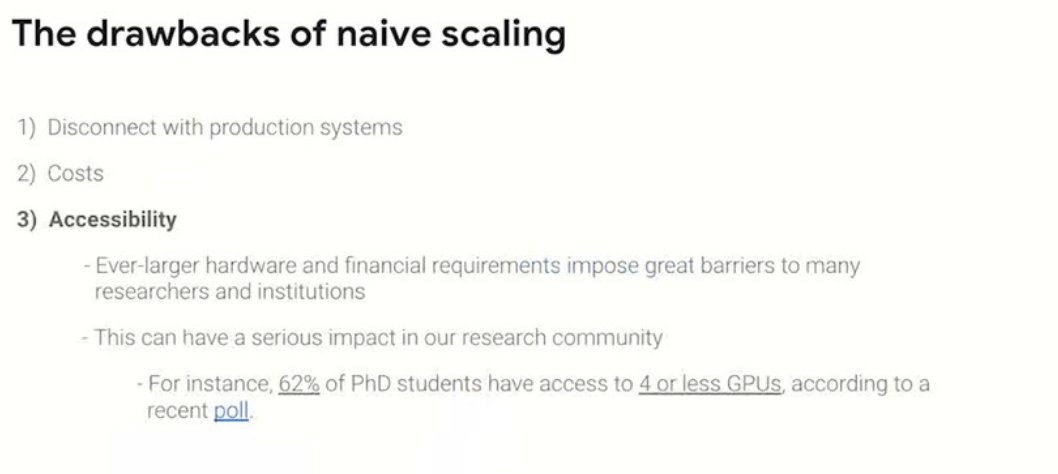 The drawbacks of naive scaling
1) Disconnect with production systems
2) Costs
3) Accessibility
- Ever-larger hardware and financial requirements impose great barriers to many
researchers and institutions
- This can have a serious impact in our research community
- For instance, 62% of PhD students have access to 4 or less GPUs, according to a
recent poll.